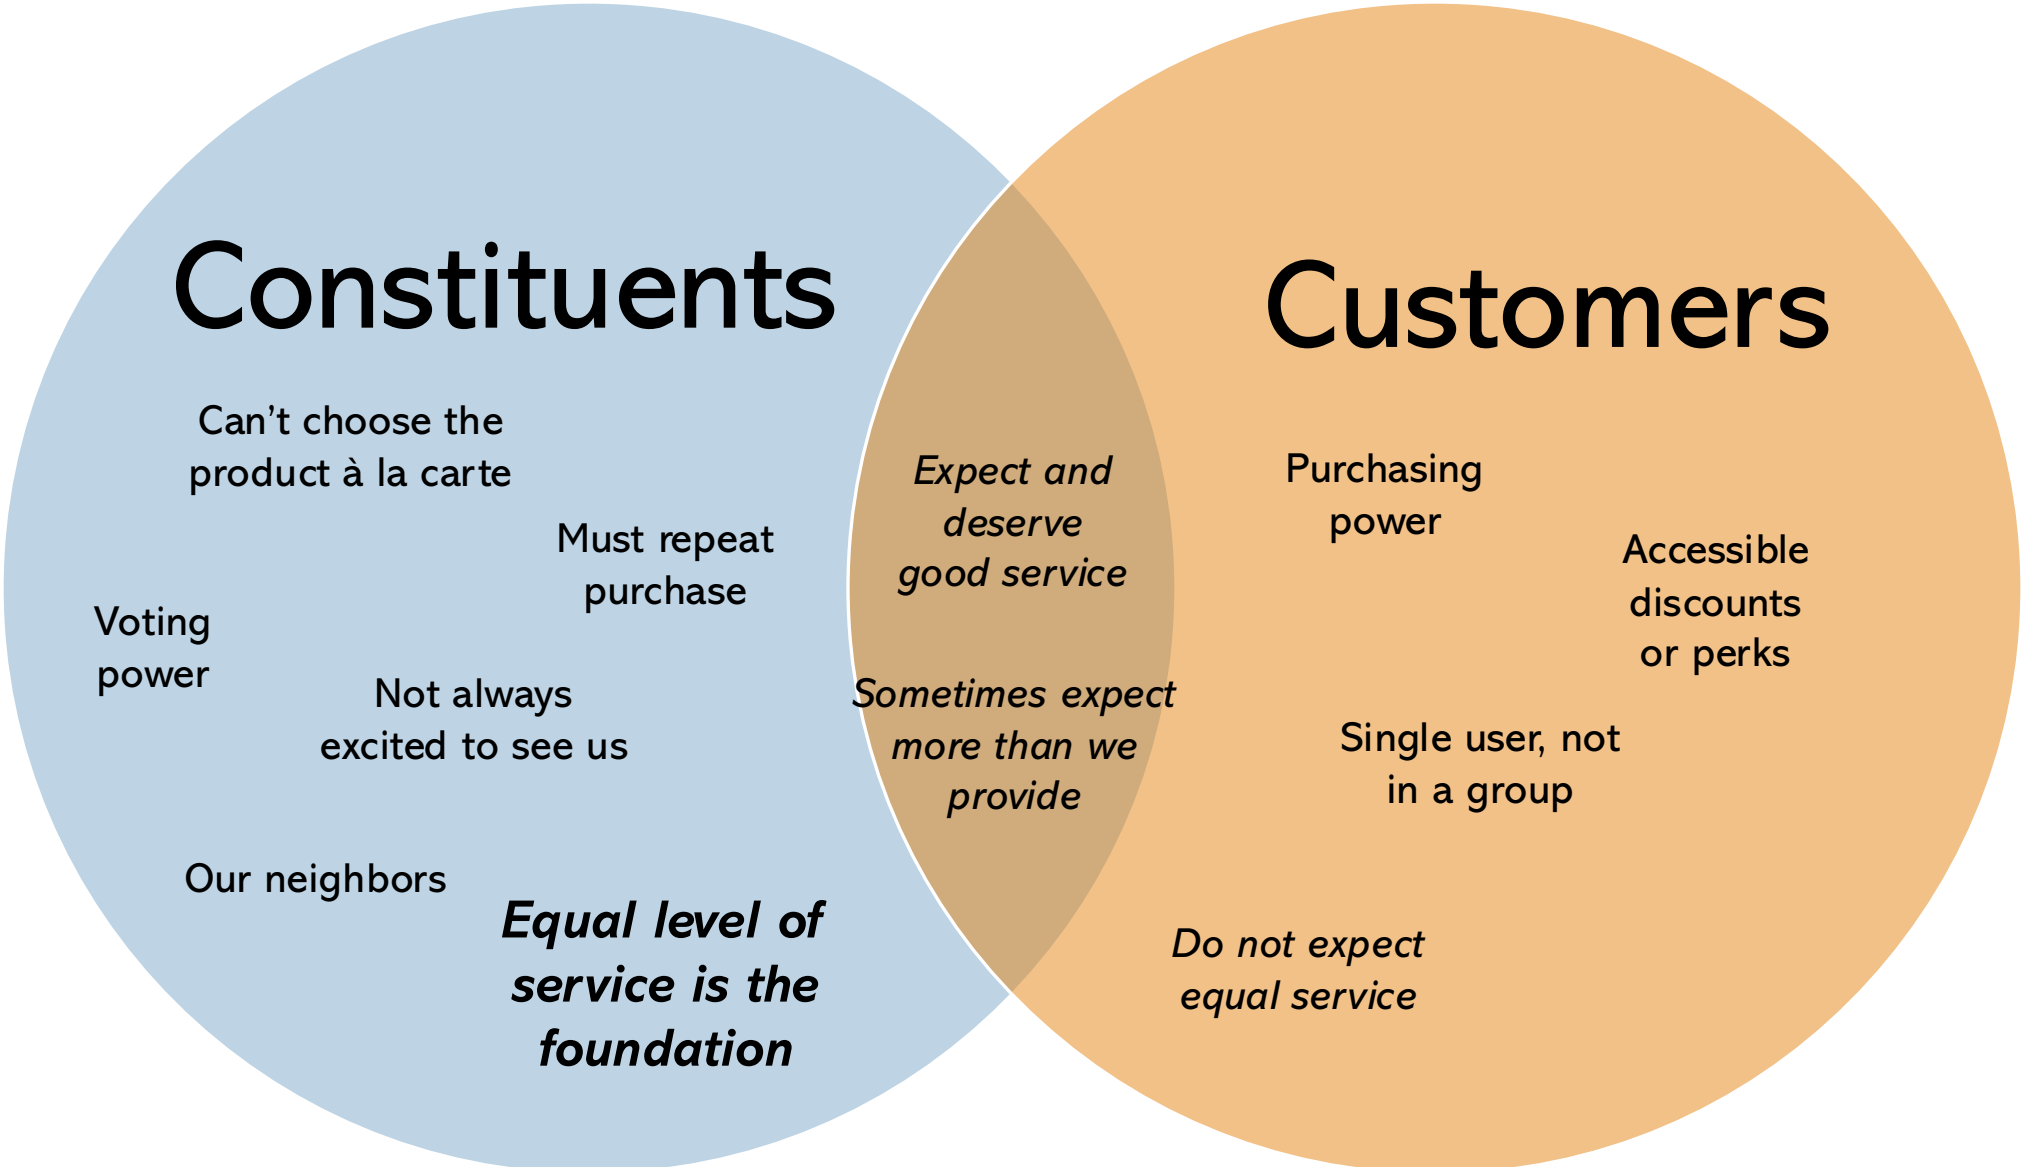 Constituents
Can’t choose the
product à la carte
Must repeat
purchase
Voting
power
Not always
excited to see us
Our neighbors
Equal level of
service is the
foundation
Expect and
deserve
good service
Sometimes expect
more than we
provide
Customers
Purchasing
power
Accessible
discounts
or perks
Single user, not
in a group
Do not expect
equal service